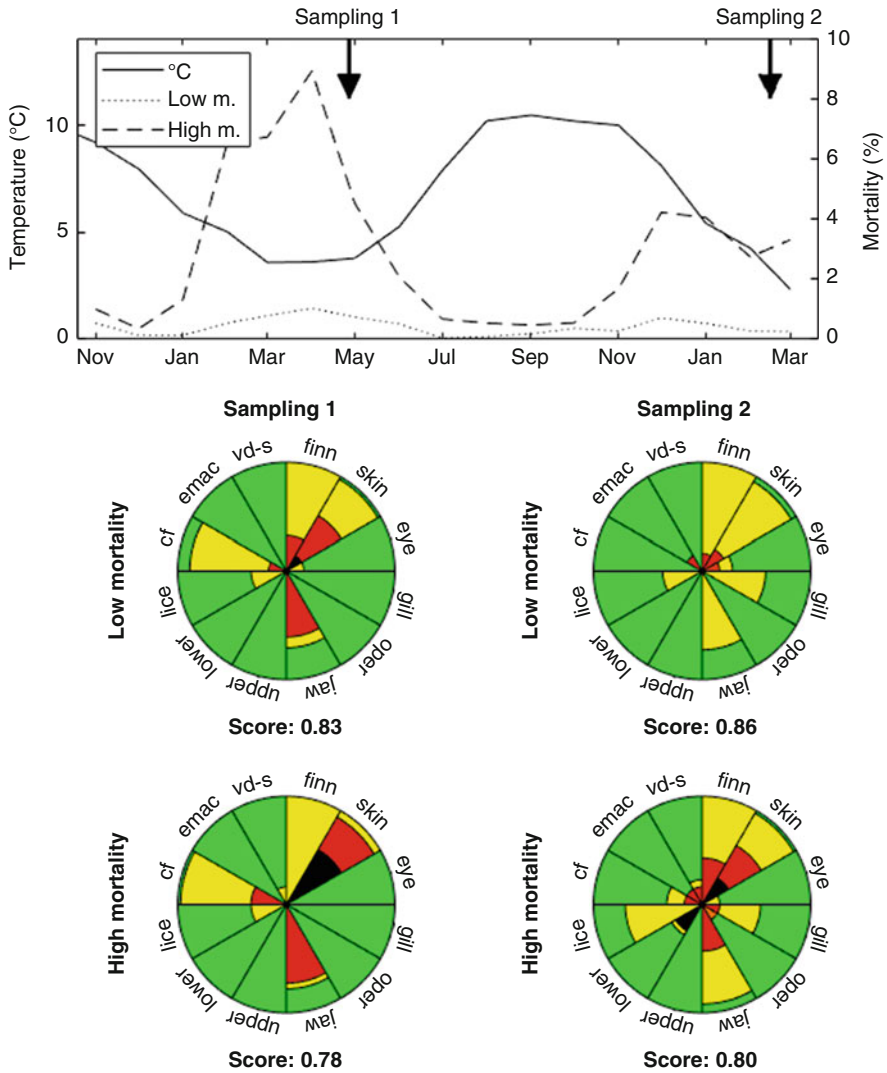 Sampling 1 Sampling 2
°C
Low m.
High m.
Temperature (°C)
10
5
0
Mortality (%)
10
8
6
4
2
0
Nov Jan Mar May Jul Sep Nov Jan Mar
Sampling 1 Sampling 2
Low mortality
finn
skin
eye
gill
oper
jaw
upper
lower
lice
cf
emac
vd-s
Score: 0.83
Low mortality
finn
skin
eye
gill
oper
jaw
upper
lower
lice
cf
emac
vd-s
Score: 0.86
High mortality
finn
skin
eye
gill
oper
jaw
upper
lower
lice
cf
emac
vd-s
Score: 0.78
High mortality
finn
skin
eye
gill
oper
jaw
upper
lower
lice
cf
emac
vd-s
Score: 0.80